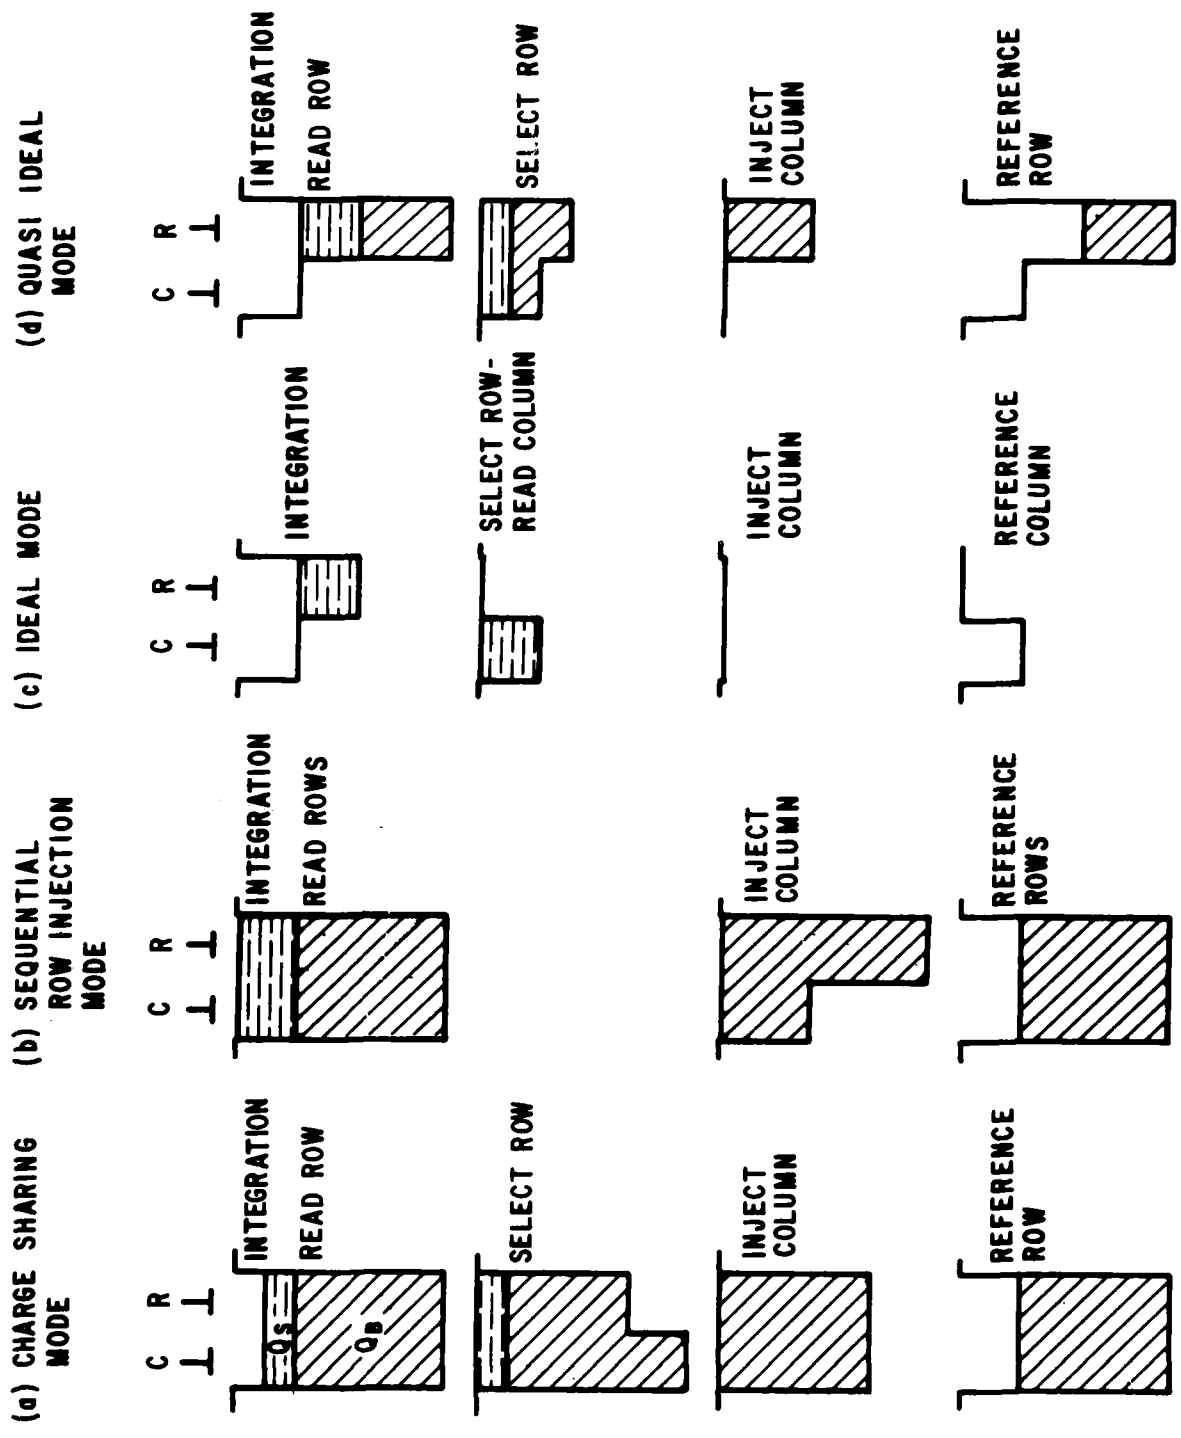 (a) CHARGE SHARING
MODE
C
R
INTEGRATION
READ ROW
QS
QB
SELECT ROW
INJECT
COLUMN
REFERENCE
ROW
(b) SEQUENTIAL
ROW INJECTION
MODE
C
R
INTEGRATION
READ ROWS
INJECT
COLUMN
REFERENCE
ROWS
(c) IDEAL MODE
C
R
INTEGRATION
SELECT ROW-
READ COLUMN
INJECT
COLUMN
REFERENCE
COLUMN
(d) QUASI IDEAL
MODE
C
R
INTEGRATION
READ ROW
SELECT ROW
INJECT
COLUMN
REFERENCE
ROW